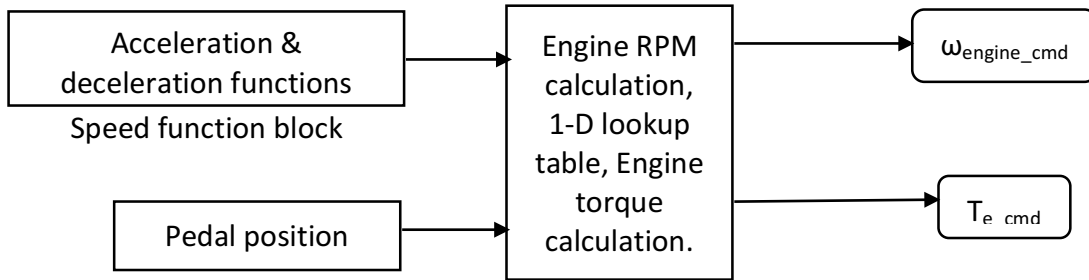 Acceleration &
deceleration functions
Speed function block
Pedal position
Engine RPM
calculation,
1-D lookup
table, Engine
torque
calculation.
ωengine_cmd
Te_cmd